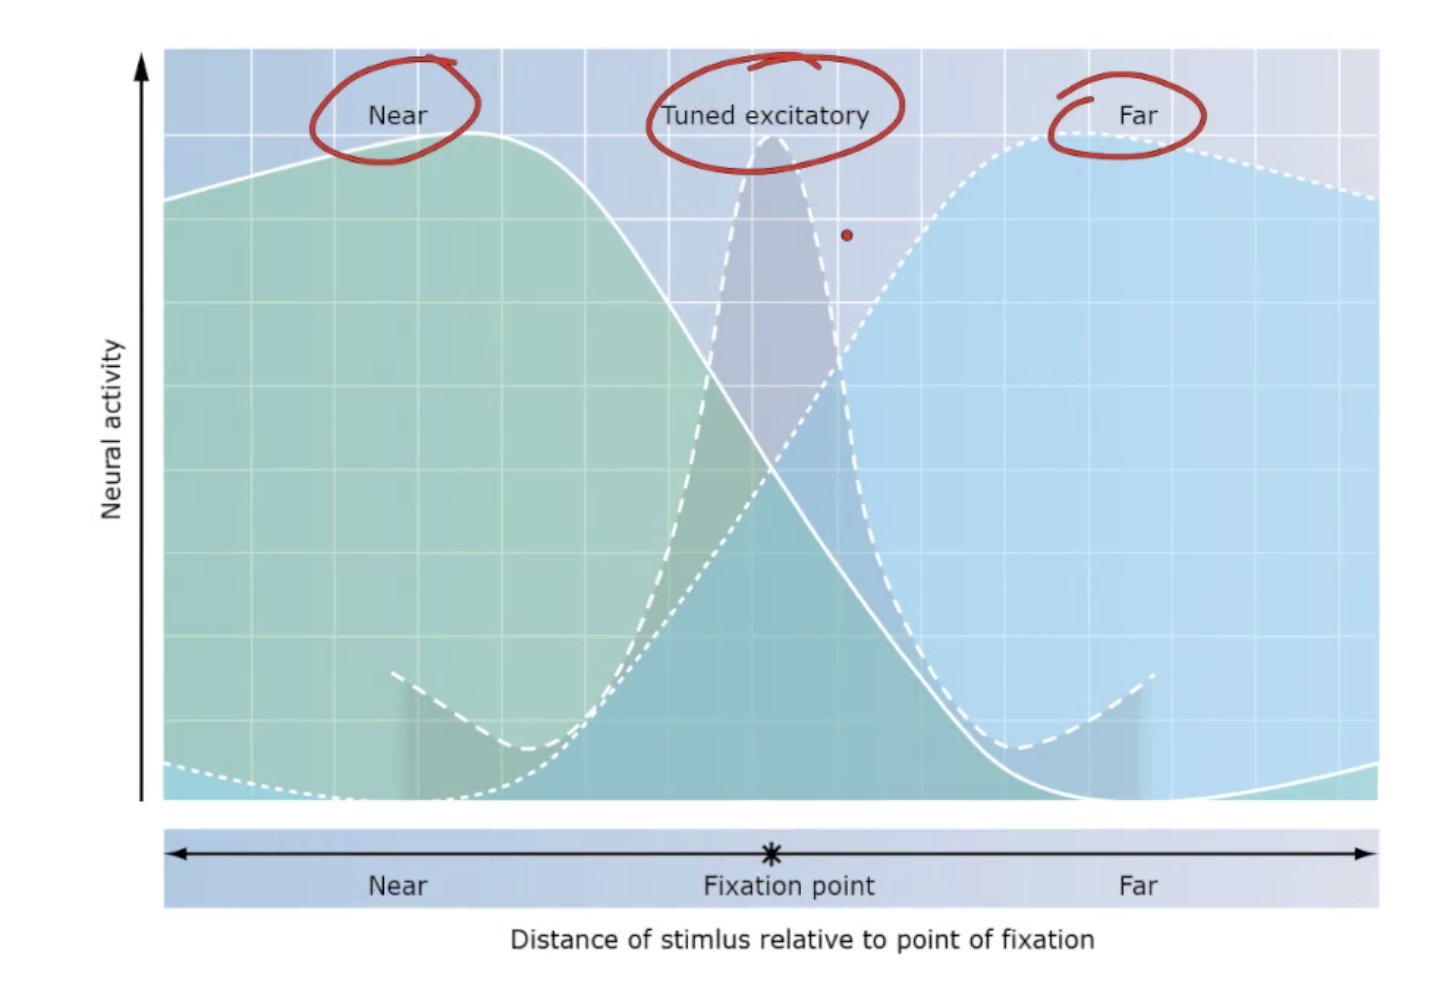 Near
Tuned excitatory
Far
Neural activity
Near
Fixation point
Far
Distance of stimlus relative to point of fixation